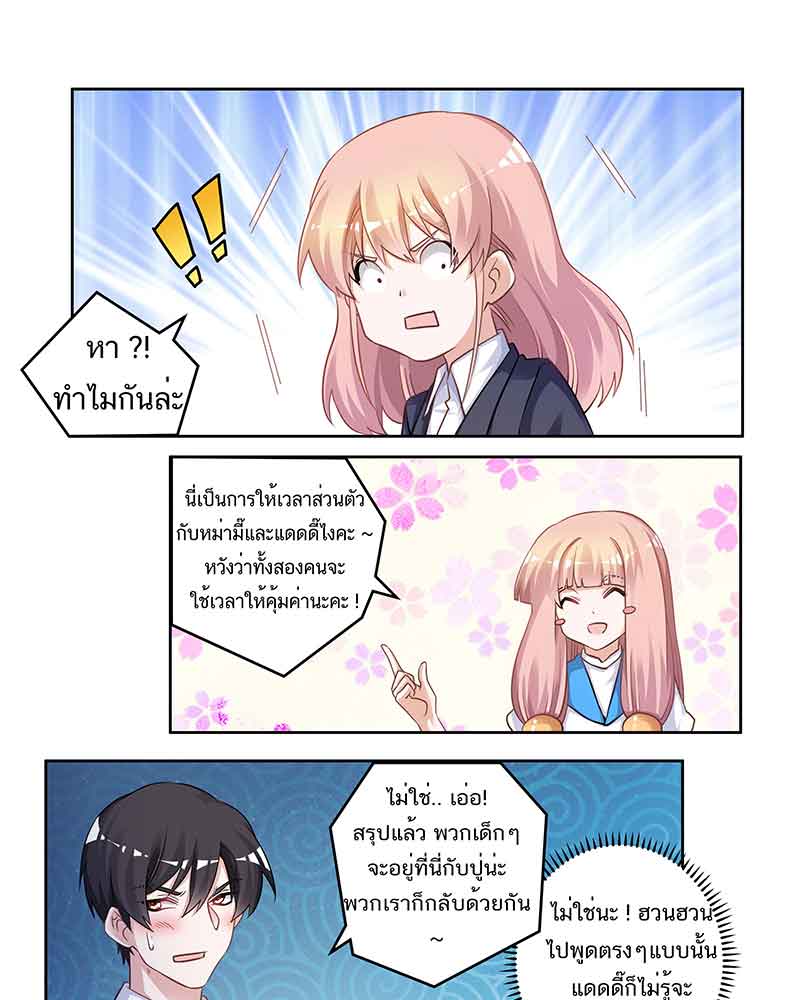 หา ?!
ทำไมกันล่ะ
นี่เป็นการให้เวลาส่วนตัว
กับหม่ามี๊และแดดดี๊ไงคะ ~
หวังว่าทั้งสองคนจะ
ใช้เวลาให้คุ้มค่านะคะ !
ไม่ใช่.. เอ่อ!
สรุปแล้ว พวกเด็กๆ
จะอยู่ที่นี่กับปู่น่ะ
พวกเราก็กลับด้วยกัน
~
ไม่ใช่นะ ! ฮวนฮวน
ไปพูดตรงๆแบบนั้น
แดดดี๊ก็ไม่รู้จะ